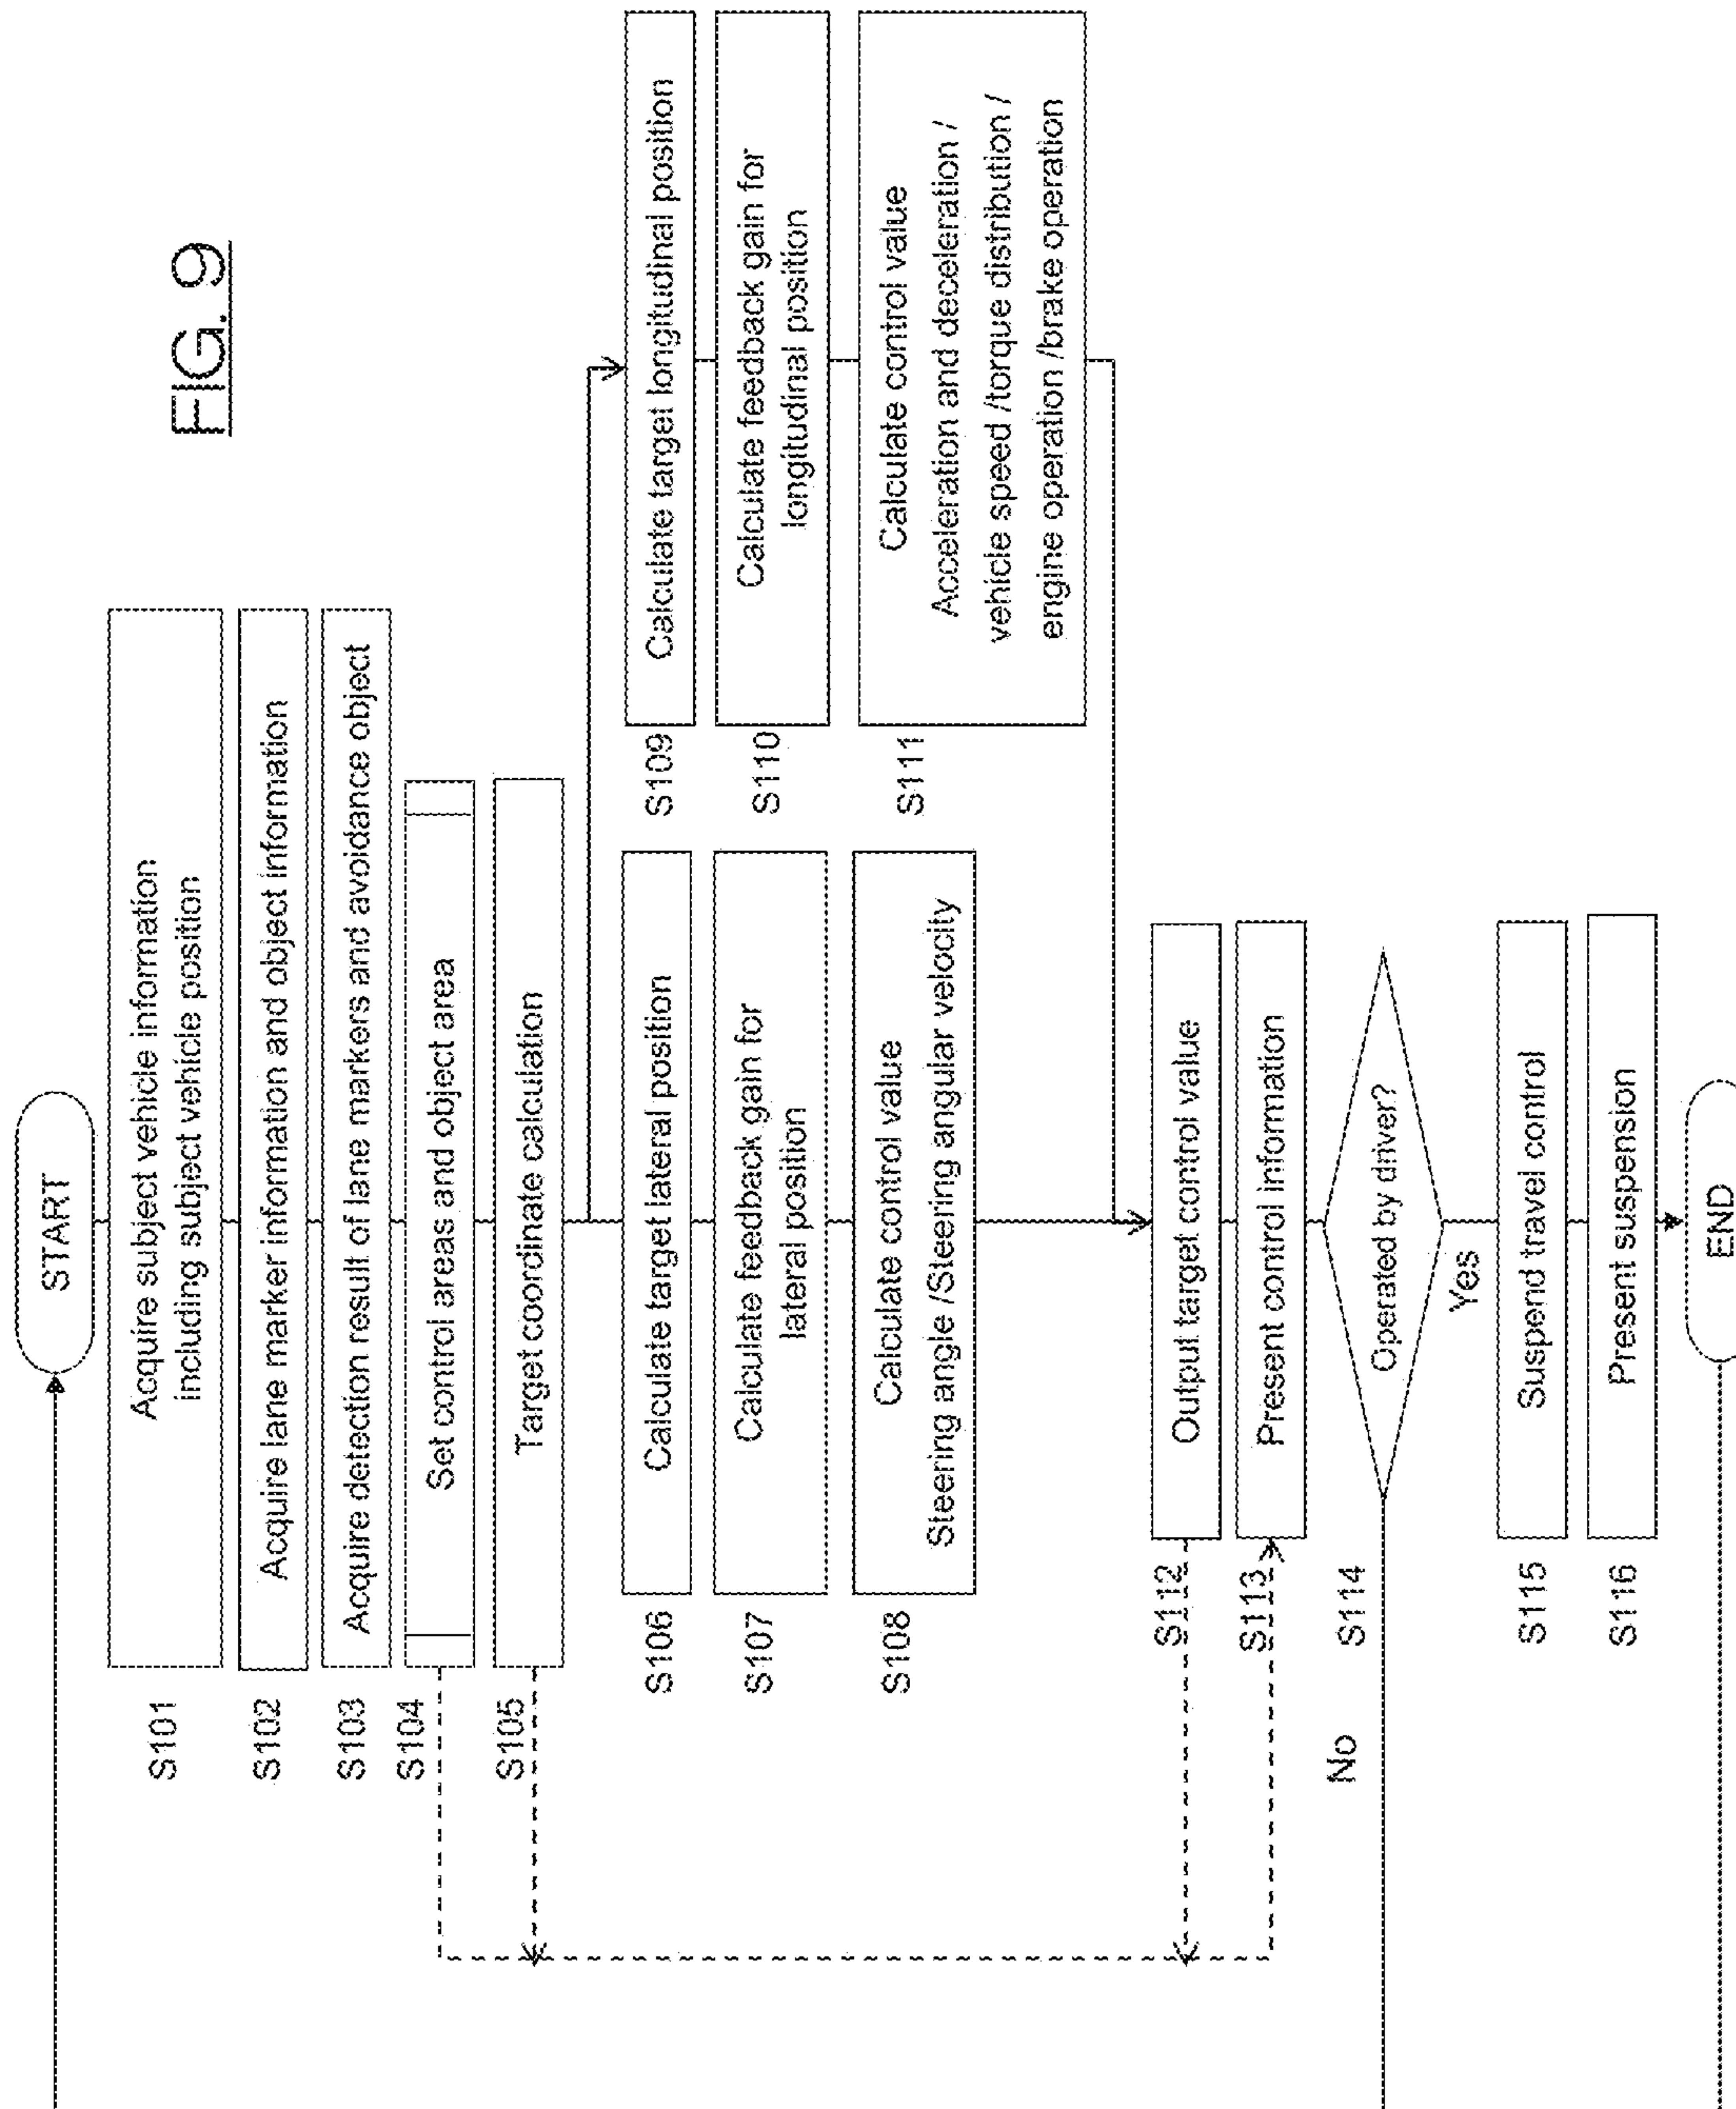 FIG. 9
START
S101
Acquire subject vehicle information
including subject vehicle position
S102
Acquire lane marker information and object information
S103
Acquire detection result of lane markers and avoidance object
S104
Set control areas and object area
S105
Target coordinate calculation
S106
Calculate target lateral position
S107
Calculate feedback gain for
lateral position
S108
Calculate control value
Steering angle /Steering angular velocity
S109
Calculate target longitudinal position
S110
Calculate feedback gain for
longitudinal position
S111
Calculate control value
Acceleration and deceleration /
vehicle speed /torque distribution /
engine operation /brake operation
S112
Output target control value
S113
Present control information
S114
Operated by driver?
No
Yes
S115
Suspend travel control
S116
Present suspension
END